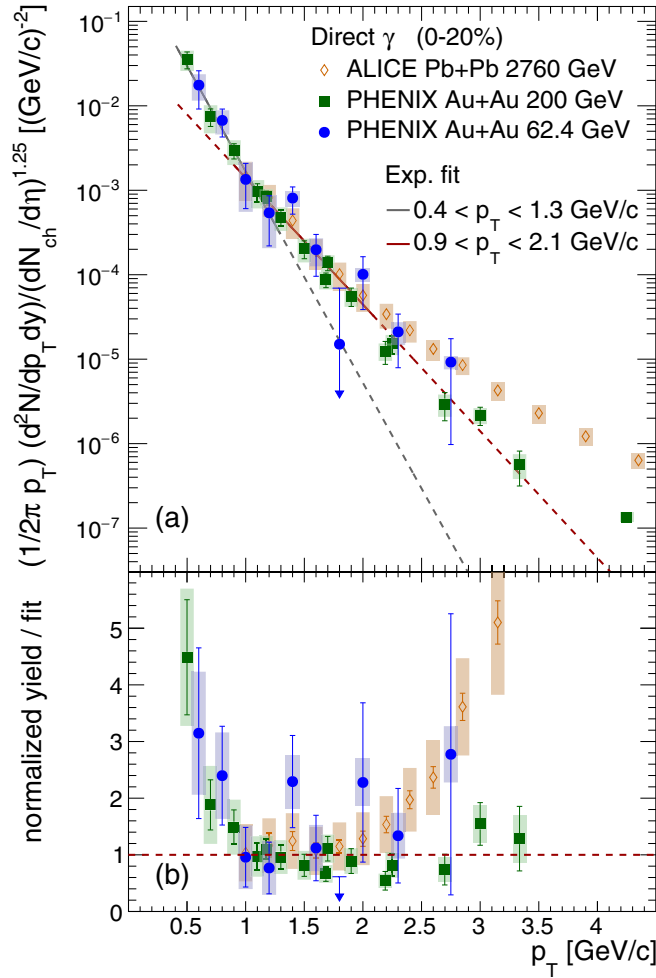 (1/2π p_T) (d²N/dp_T dy)/(dN_ch/dη)^1.25 [(GeV/c)^-2]
10^-1
10^-2
10^-3
10^-4
10^-5
10^-6
10^-7
Direct γ (0-20%)
ALICE Pb+Pb 2760 GeV
PHENIX Au+Au 200 GeV
PHENIX Au+Au 62.4 GeV
Exp. fit
0.4 < p_T < 1.3 GeV/c
0.9 < p_T < 2.1 GeV/c
(a)
normalized yield / fit
5
4
3
2
1
0
(b)
0 0.5 1 1.5 2 2.5 3 3.5 4
p_T [GeV/c]